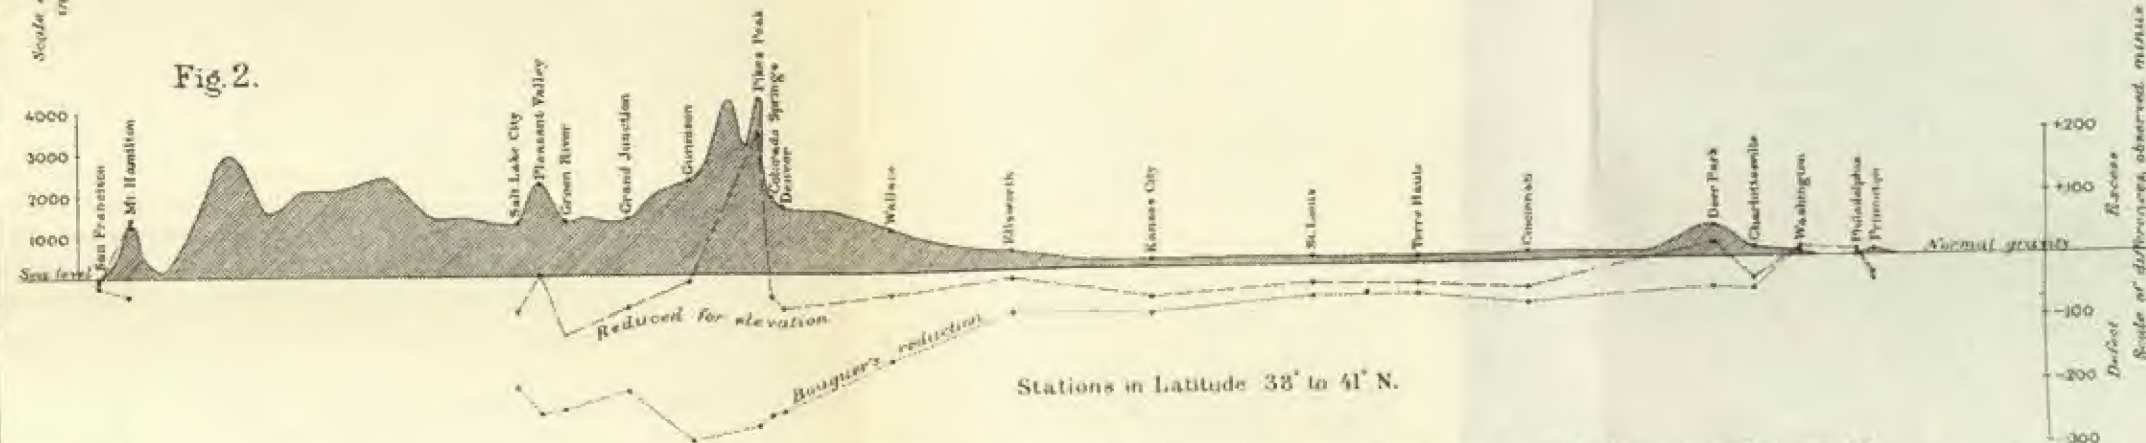 Scale
Fig. 2.
4000
3000
2000
1000
Sea level
San Francisco
Mt. Hamilton
Salt Lake City
Pleasant Valley
Green River
Grand Junction
Gunnison
Pikes Peak
Colorado Springs
Denver
Wallace
Ellsworth
Kansas City
St. Louis
Terre Haute
Cincinnati
Deer Park
Charlottesville
Washington
Philadelphia
Princeton
Normal gravity
Reduced for elevation
Bouguer's reduction
Stations in Latitude 38° to 41° N.
+200
+100
-100
-200
-300
Excess
Defect
Scale of differences, observed minus